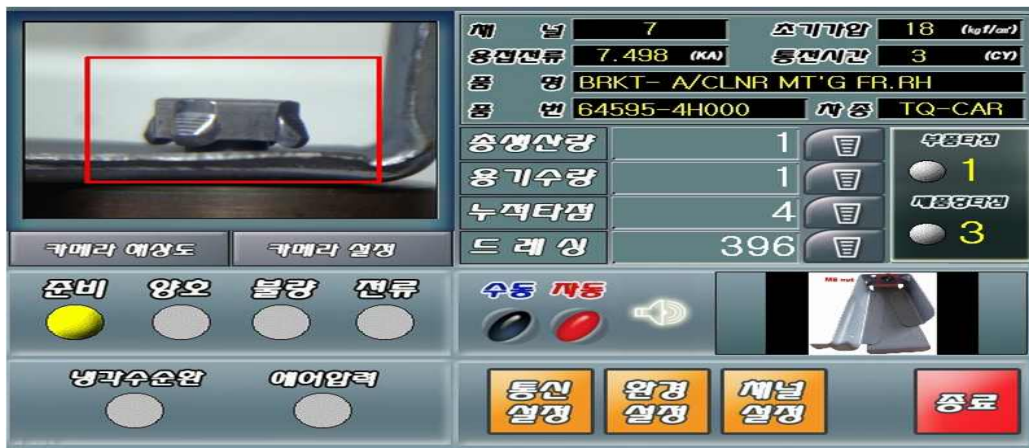 채 널 7 초기가압 18 (kgf/㎠)
용접전류 7.498 (KA) 통전시간 3 (CY)
품 명 BRKT- A/CLNR MT'G FR.RH
품 번 64595-4H000 차종 TQ-CAR
총생산량 1
용기수량 1
누적타점 4
드레싱 396
부품타점
1
제품당타점
3
카메라 해상도 카메라 설정
준비 양호 불량 전류
수동 자동
M8 nut
냉각수순환 에어압력
통신 설정
환경 설정
채널 설정
종료